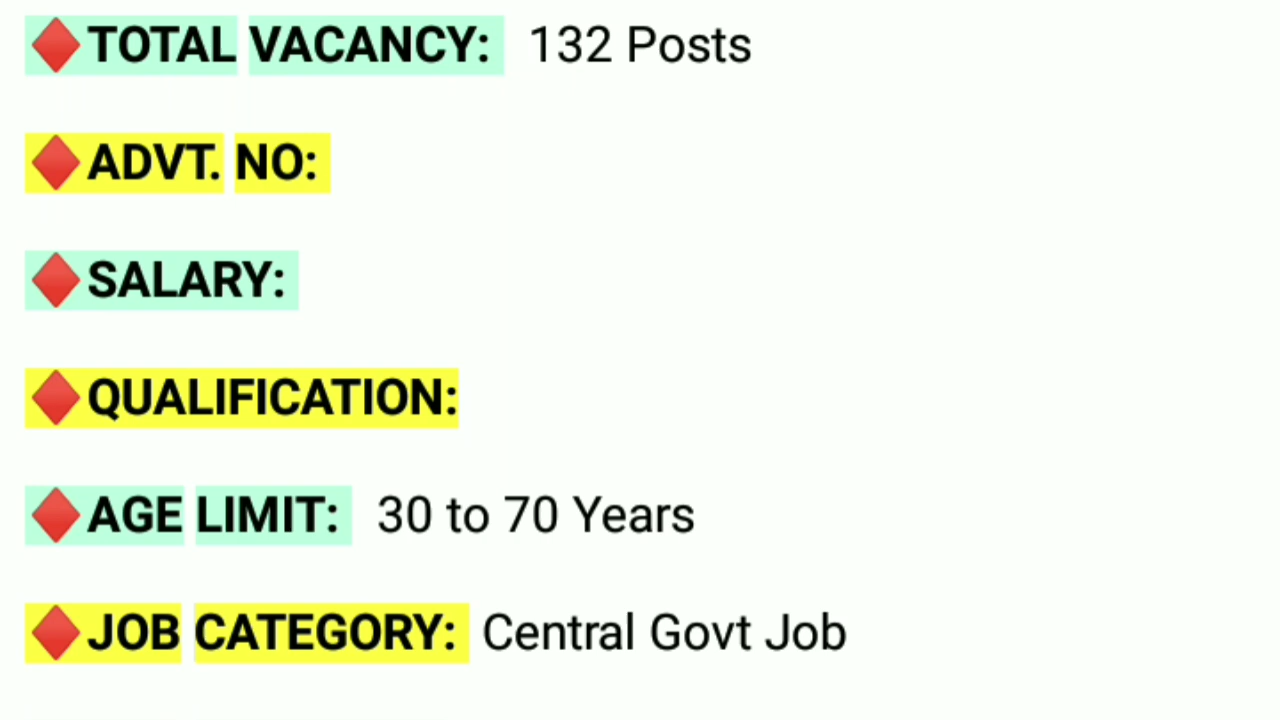 ♦️TOTAL VACANCY: 132 Posts
♦️ADVT. NO:
♦️SALARY:
♦️QUALIFICATION:
♦️AGE LIMIT: 30 to 70 Years
♦️JOB CATEGORY: Central Govt Job